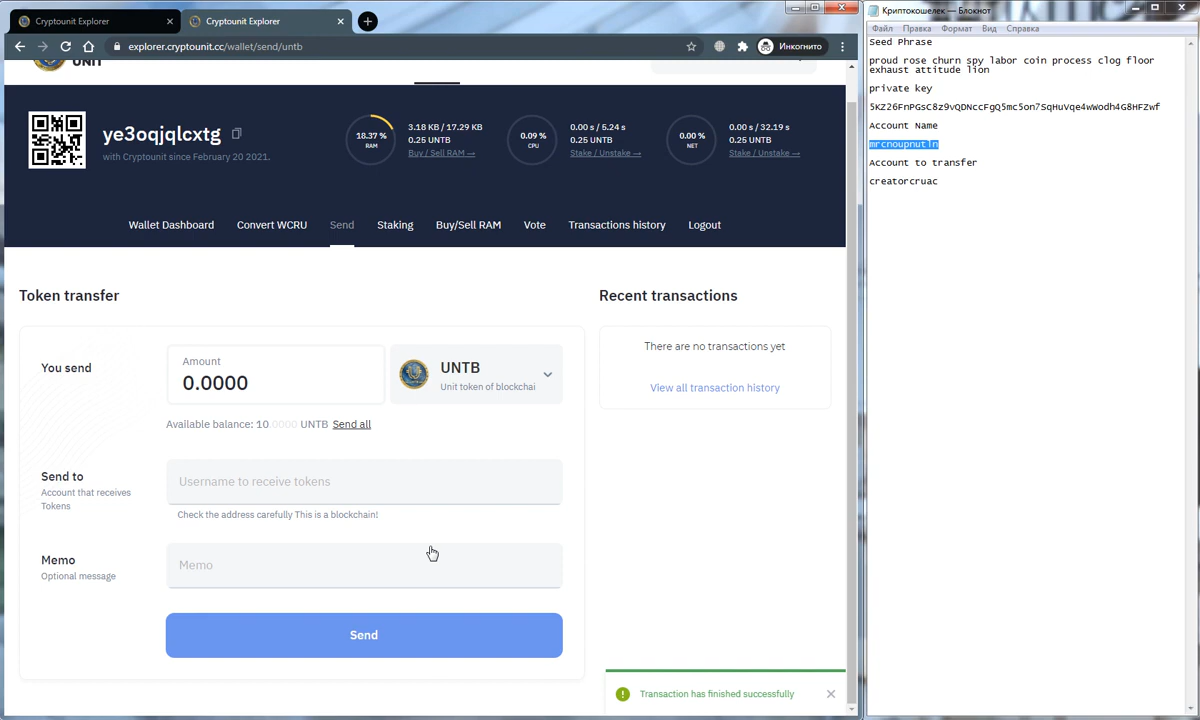 Cryptounit Explorer
Cryptounit Explorer
explorer.cryptounit.cc/wallet/send/untb
Инкогнито
UNIT
ye3oqjqlcxtg
with Cryptounit since February 20 2021.
18.37 %
RAM
3.18 KB / 17.29 KB
0.25 UNTB
Buy / Sell RAM →
0.09 %
CPU
0.00 s / 5.24 s
0.25 UNTB
Stake / Unstake →
0.00 %
NET
0.00 s / 32.19 s
0.25 UNTB
Stake / Unstake →
Wallet Dashboard
Convert WCRU
Send
Staking
Buy/Sell RAM
Vote
Transactions history
Logout
Token transfer
You send
Amount
0.0000
UNTB
Unit token of blockchai
Available balance: 10.0000 UNTB Send all
Send to
Account that receives
Tokens
Username to receive tokens
Check the address carefully This is a blockchain!
Memo
Optional message
Memo
Send
Recent transactions
There are no transactions yet
View all transaction history
Transaction has finished successfully
Криптокошелек — Блокнот
Файл Правка Формат Вид Справка
Seed Phrase
proud rose churn spy labor coin process clog floor
exhaust attitude lion
private key
5KZ26FnPGsC8z9vQDNccFgQ5mc5on7SqHuVqe4wWodh4G8HFZwf
Account Name
mrcnoupnutln
Account to transfer
creatorcruac